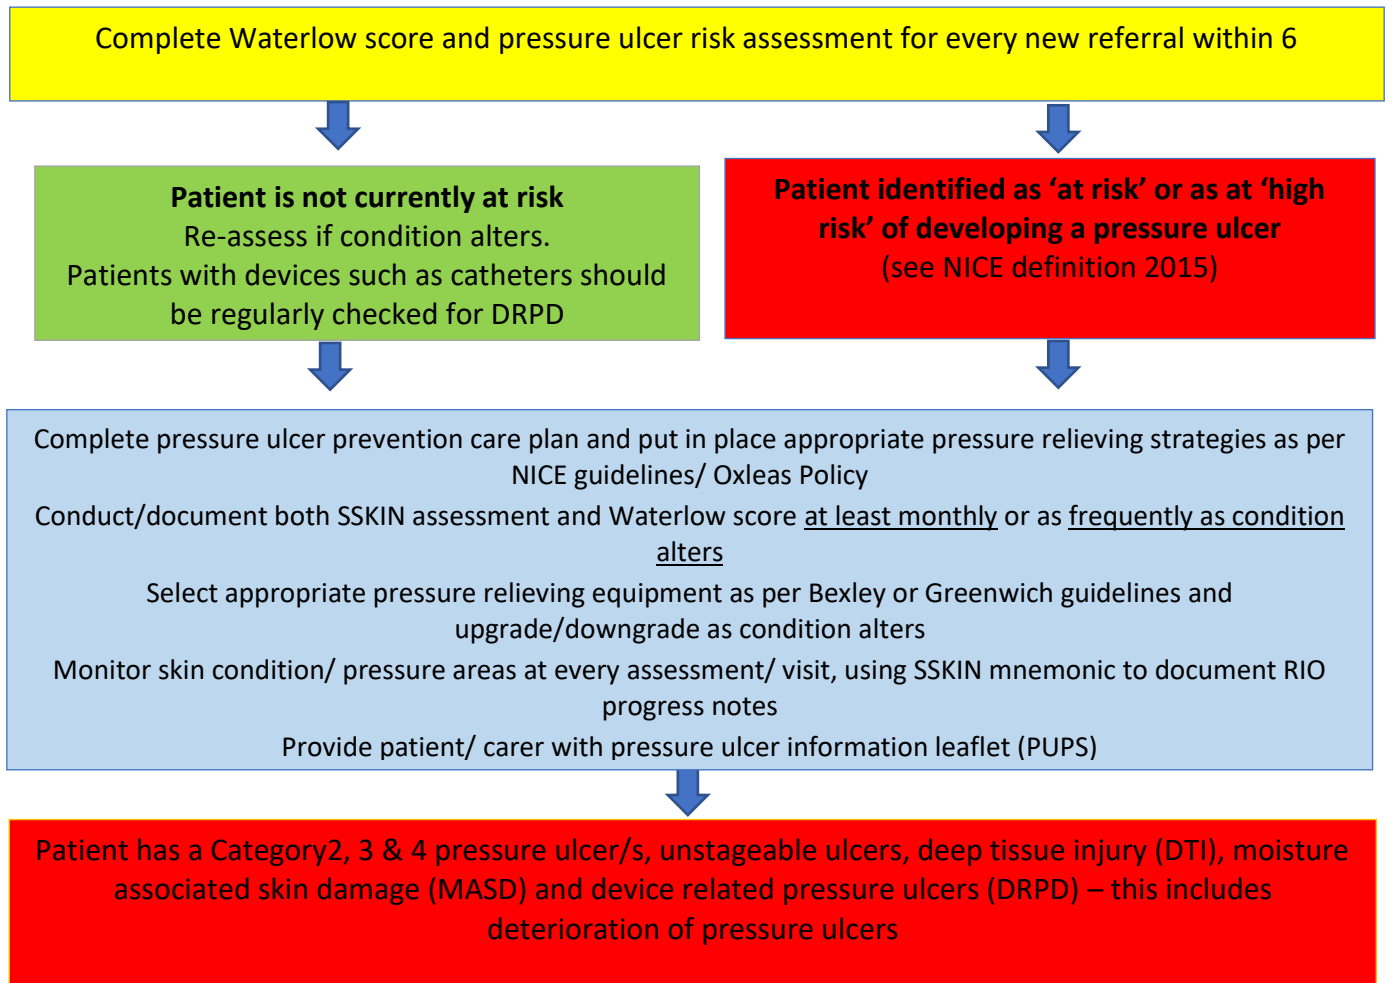 Complete Waterlow score and pressure ulcer risk assessment for every new referral within 6
Patient is not currently at risk
Re-assess if condition alters.
Patients with devices such as catheters should
be regularly checked for DRPD
Patient identified as ‘at risk’ or as at ‘high
risk’ of developing a pressure ulcer
(see NICE definition 2015)
Complete pressure ulcer prevention care plan and put in place appropriate pressure relieving strategies as per
NICE guidelines/ Oxleas Policy
Conduct/document both SSKIN assessment and Waterlow score at least monthly or as frequently as condition
alters
Select appropriate pressure relieving equipment as per Bexley or Greenwich guidelines and
upgrade/downgrade as condition alters
Monitor skin condition/ pressure areas at every assessment/ visit, using SSKIN mnemonic to document RIO
progress notes
Provide patient/ carer with pressure ulcer information leaflet (PUPS)
Patient has a Category2, 3 & 4 pressure ulcer/s, unstageable ulcers, deep tissue injury (DTI), moisture
associated skin damage (MASD) and device related pressure ulcers (DRPD) – this includes
deterioration of pressure ulcers